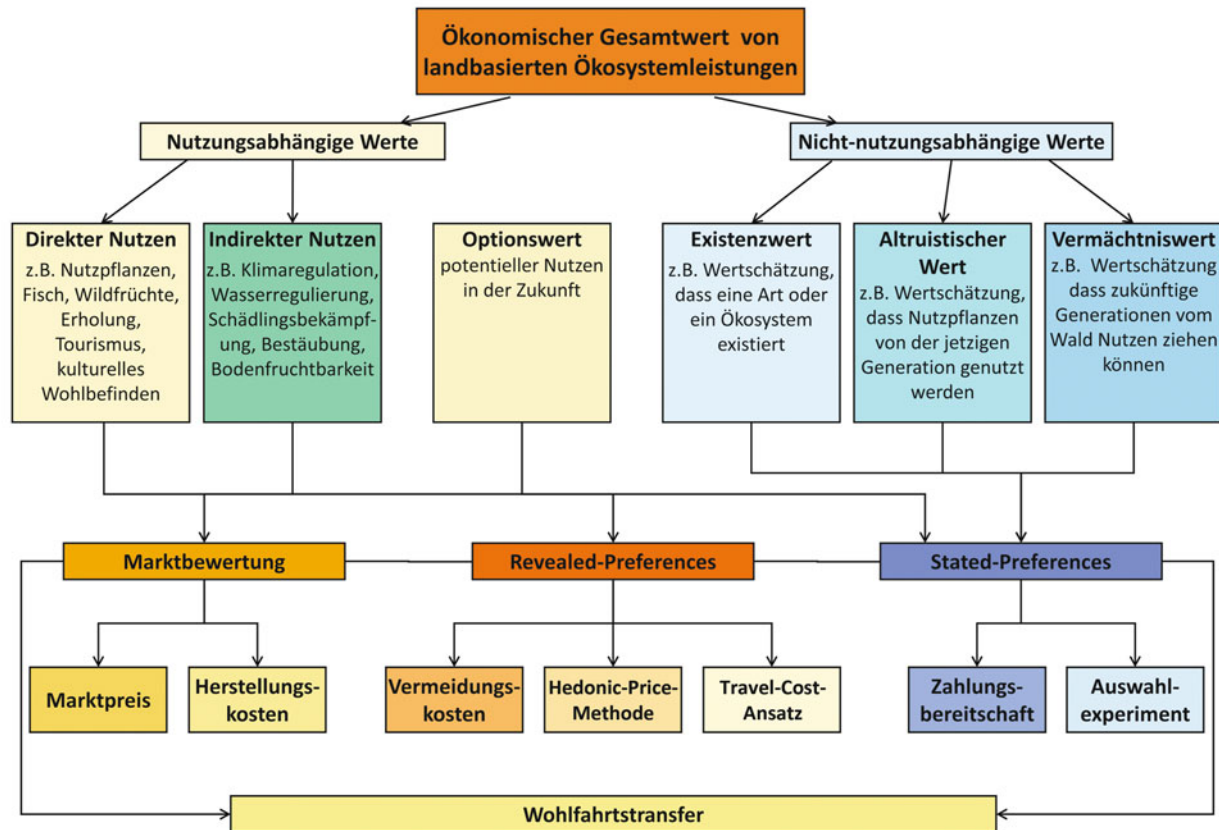 Ökonomischer Gesamtwert von
landbasierten Ökosystemleistungen
Nutzungsabhängige Werte
Nicht-nutzungsabhängige Werte
Direkter Nutzen
z.B. Nutzpflanzen,
Fisch, Wildfrüchte,
Erholung,
Tourismus,
kulturelles
Wohlbefinden
Indirekter Nutzen
z.B. Klimaregulation,
Wasserregulierung,
Schädlingsbekämpf-
ung, Bestäubung,
Bodenfruchtbarkeit
Optionswert
potentieller Nutzen
in der Zukunft
Existenzwert
z.B. Wertschätzung,
dass eine Art oder
ein Ökosystem
existiert
Altruistischer
Wert
z.B. Wertschätzung,
dass Nutzpflanzen
von der jetzigen
Generation genutzt
werden
Vermächtniswert
z.B. Wertschätzung
dass zukünftige
Generationen vom
Wald Nutzen ziehen
können
Marktbewertung
Revealed-Preferences
Stated-Preferences
Marktpreis
Herstellungs-
kosten
Vermeidungs-
kosten
Hedonic-Price-
Methode
Travel-Cost-
Ansatz
Zahlungs-
bereitschaft
Auswahl-
experiment
Wohlfahrtstransfer